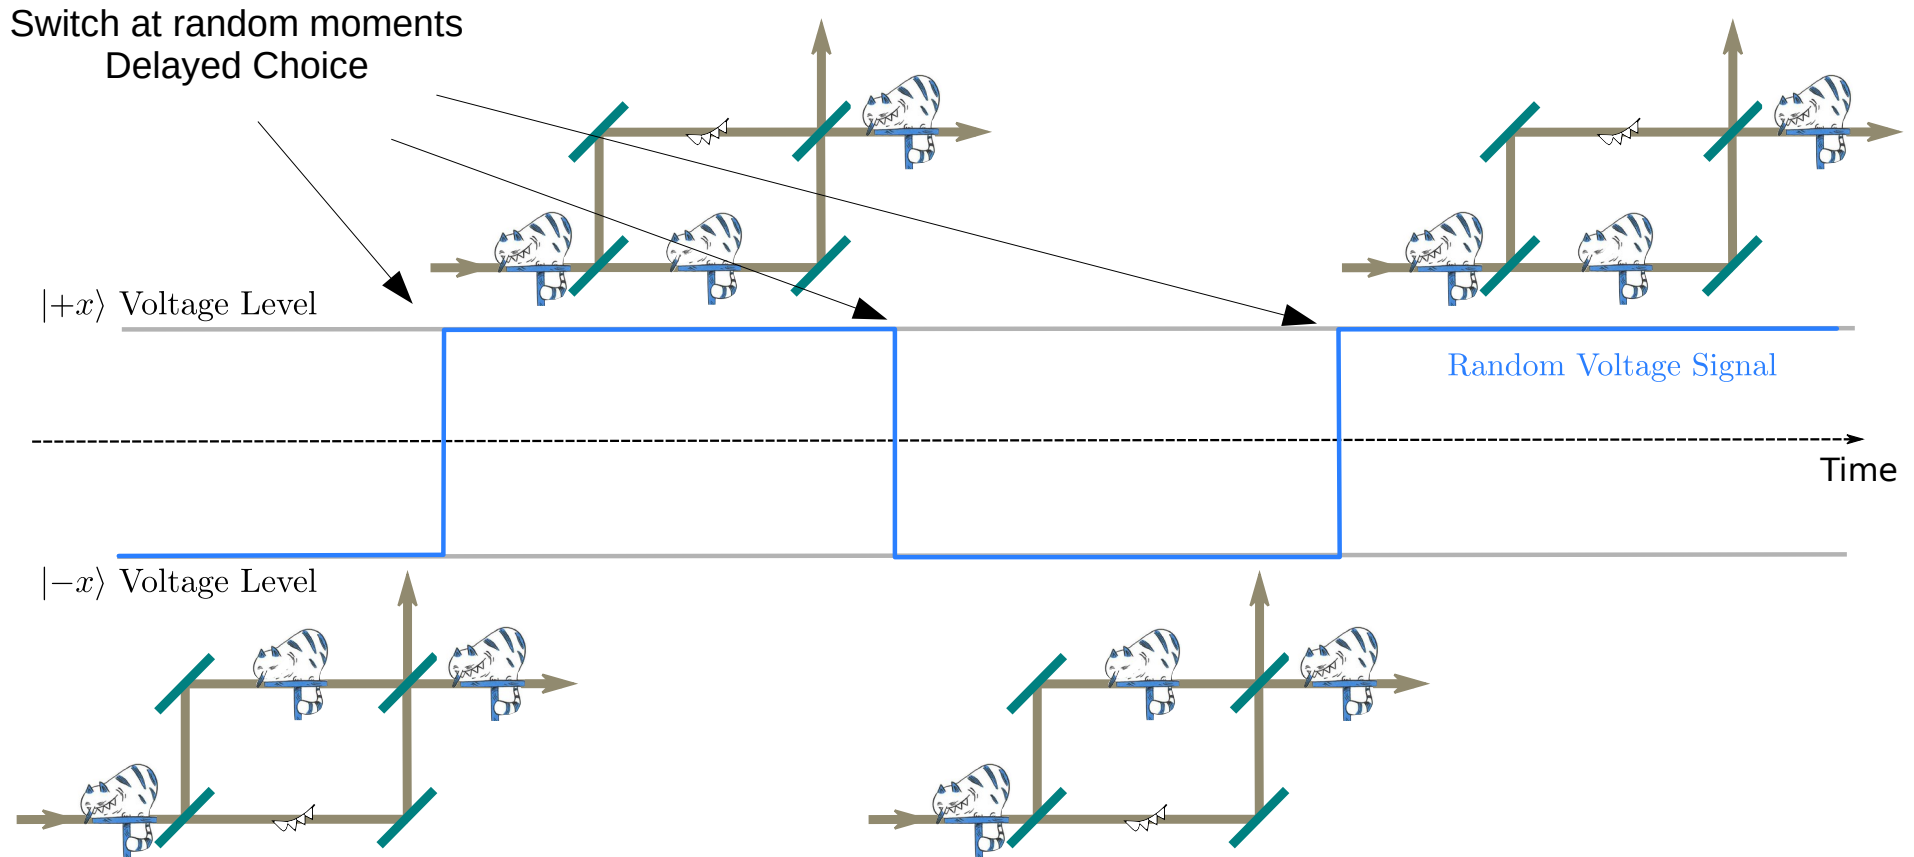 Switch at random moments
Delayed Choice
|+x⟩ Voltage Level
Random Voltage Signal
Time
|−x⟩ Voltage Level